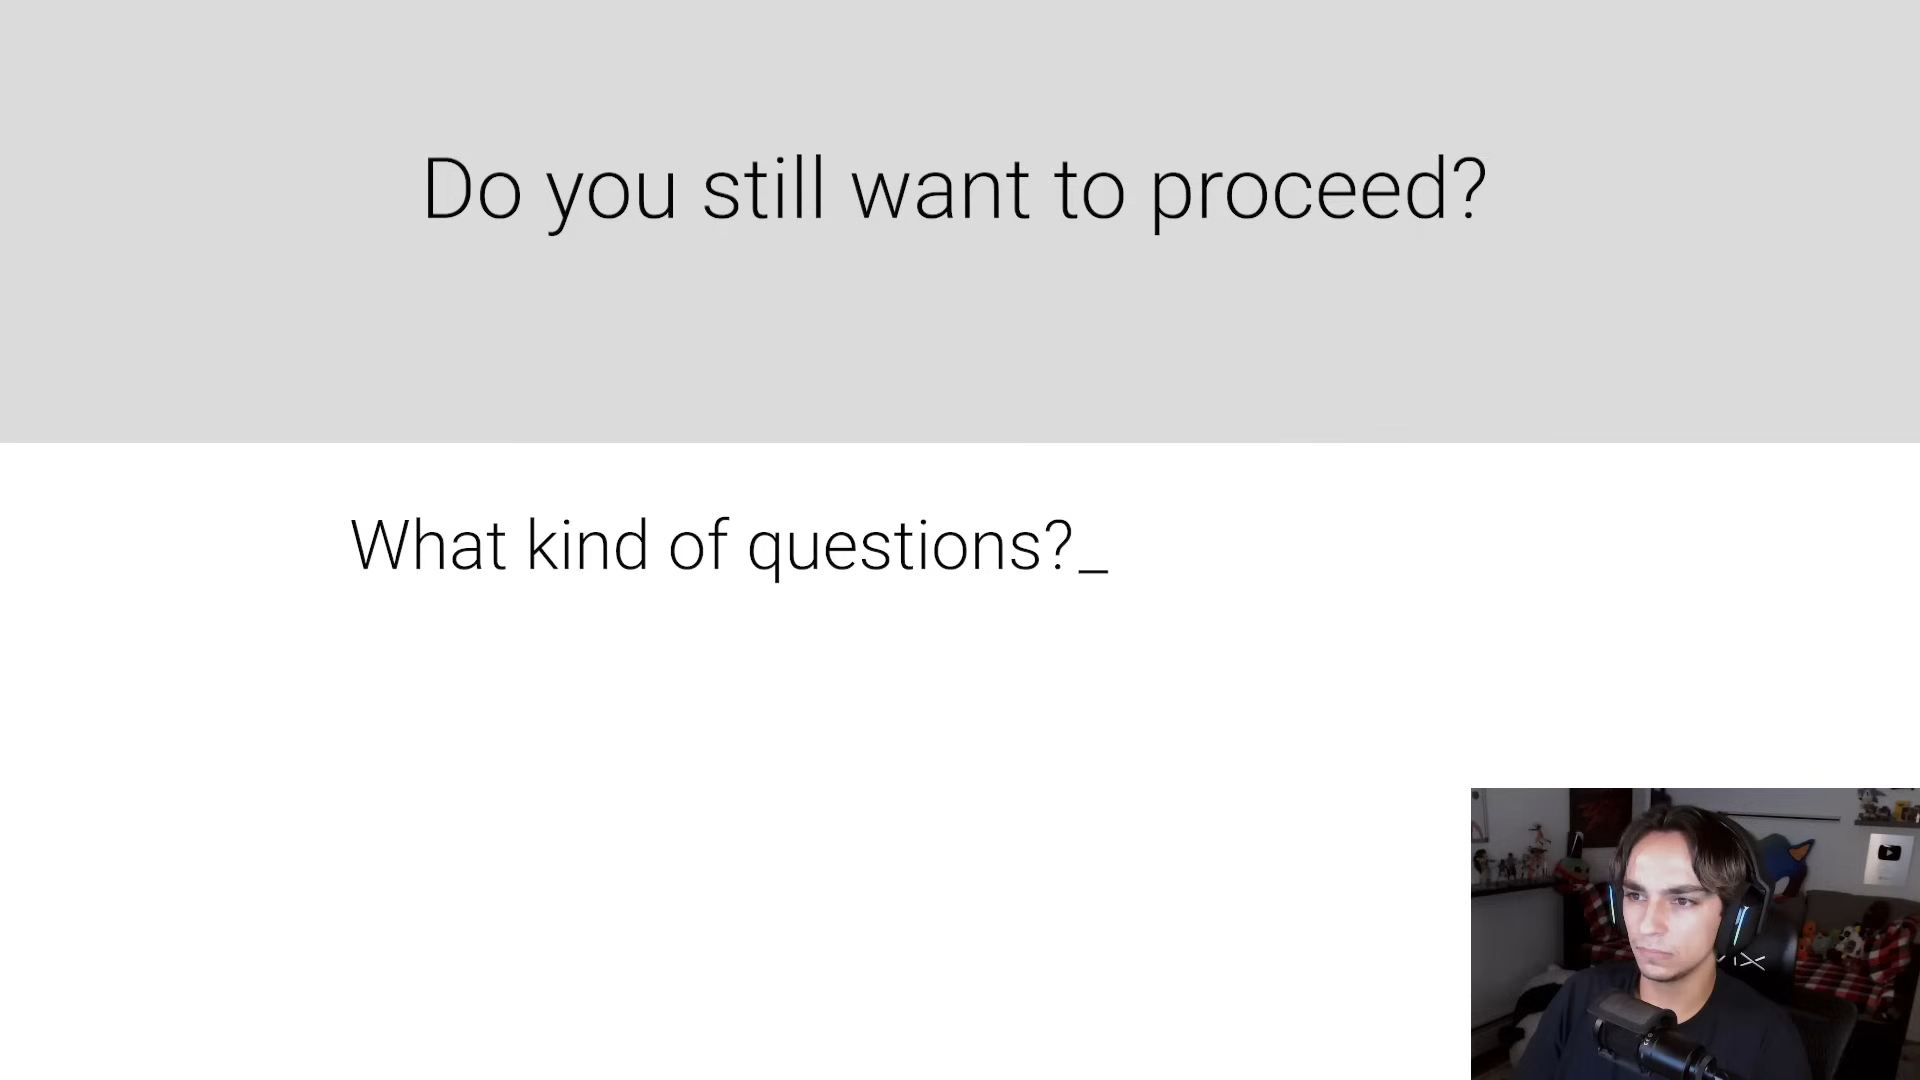 Do you still want to proceed?
What kind of questions?_